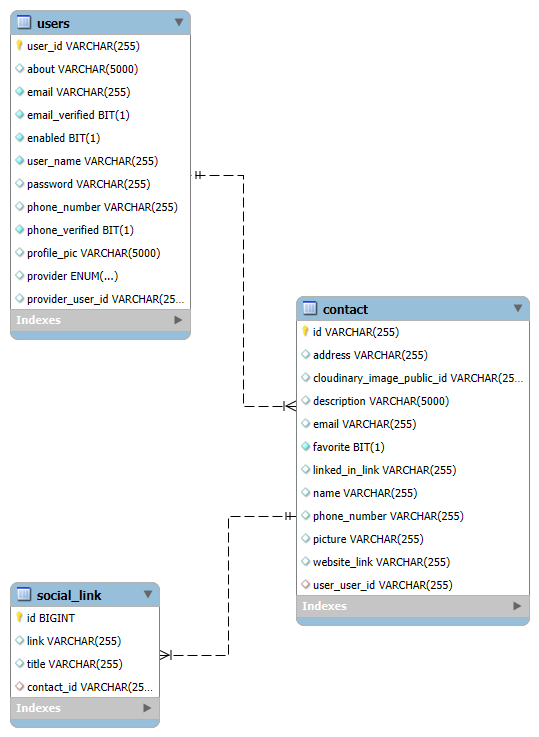 users
user_id VARCHAR(255)
about VARCHAR(5000)
email VARCHAR(255)
email_verified BIT(1)
enabled BIT(1)
user_name VARCHAR(255)
password VARCHAR(255)
phone_number VARCHAR(255)
phone_verified BIT(1)
profile_pic VARCHAR(5000)
provider ENUM(...)
provider_user_id VARCHAR(25...
Indexes
contact
id VARCHAR(255)
address VARCHAR(255)
cloudinary_image_public_id VARCHAR(25...
description VARCHAR(5000)
email VARCHAR(255)
favorite BIT(1)
linked_in_link VARCHAR(255)
name VARCHAR(255)
phone_number VARCHAR(255)
picture VARCHAR(255)
website_link VARCHAR(255)
user_user_id VARCHAR(255)
Indexes
social_link
id BIGINT
link VARCHAR(255)
title VARCHAR(255)
contact_id VARCHAR(25...
Indexes